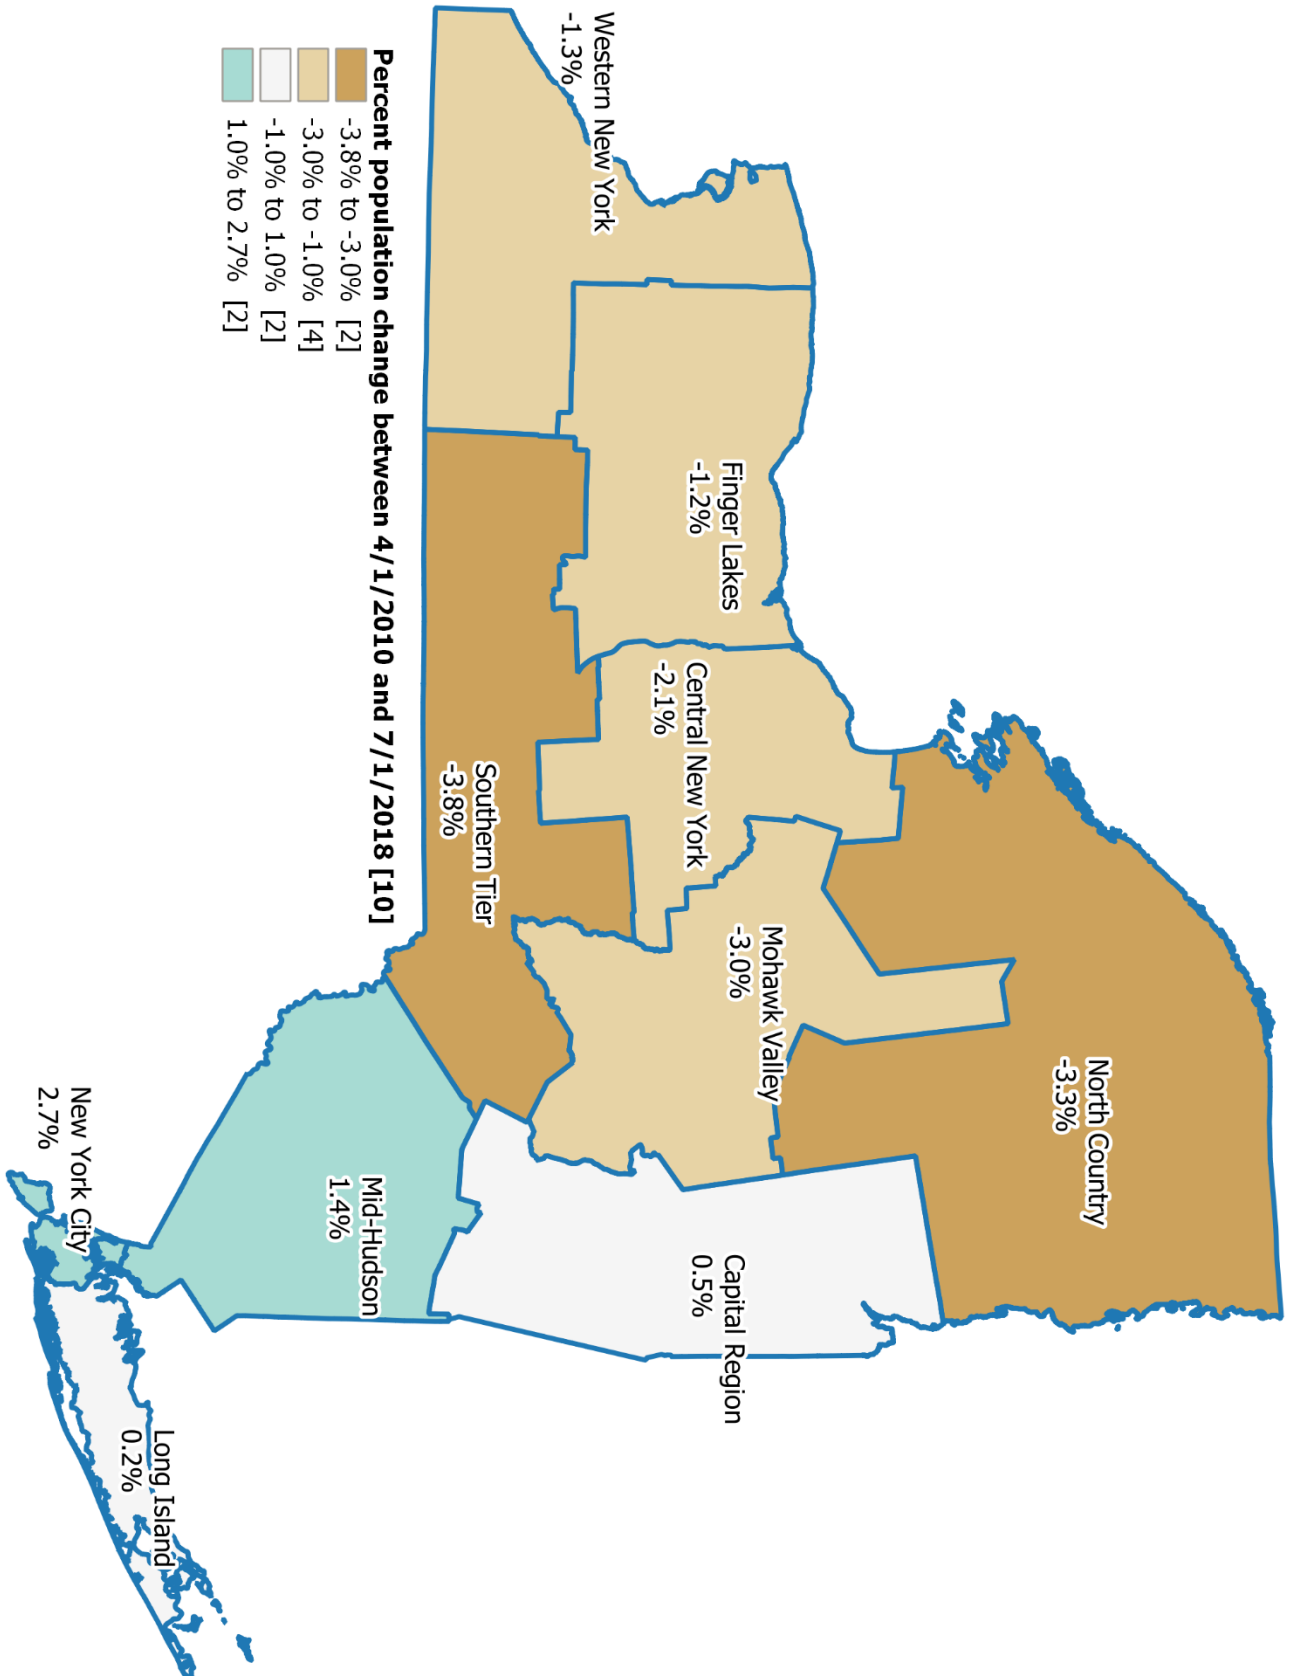 North Country
-3.3%
Western New York
-1.3%
Finger Lakes
-1.2%
Central New York
-2.1%
Mohawk Valley
-3.0%
Capital Region
0.5%
Southern Tier
-3.8%
Mid-Hudson
1.4%
Long Island
0.2%
New York City
2.7%
Percent population change between 4/1/2010 and 7/1/2018 [10]
-3.8% to -3.0% [2]
-3.0% to -1.0% [4]
-1.0% to 1.0% [2]
1.0% to 2.7% [2]